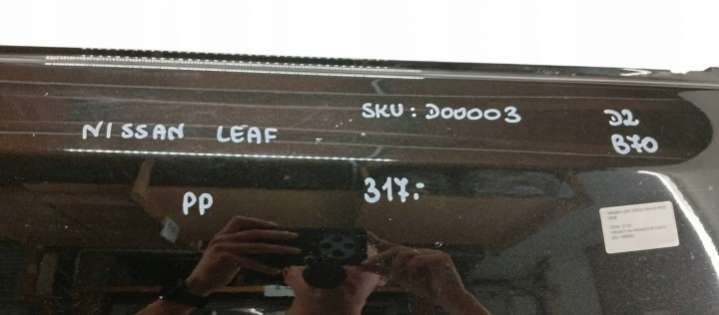 SKU: D00003
D2
NISSAN LEAF
B70
PP
317: